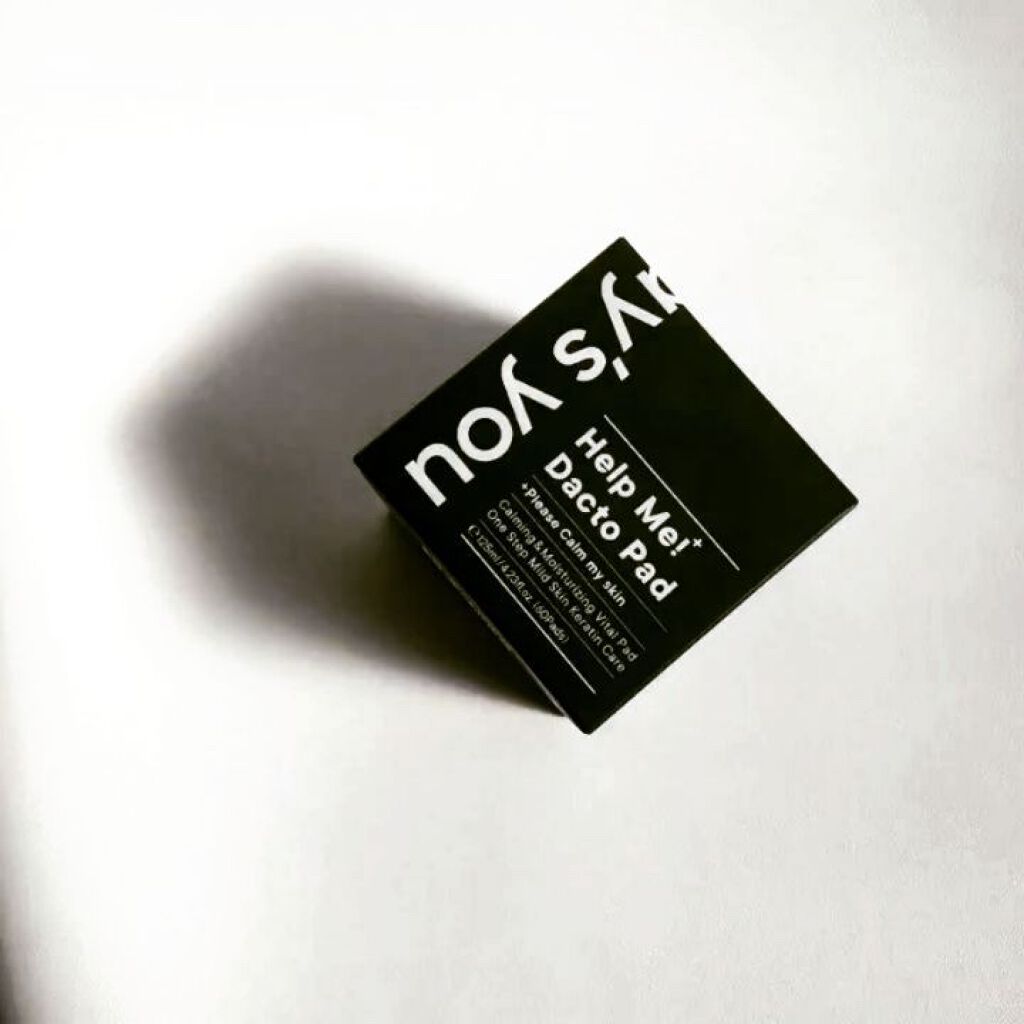 ry's you
Help Me!+
Dacto Pad
+Please Calm my skin
Calming & Moisturizing Vital Pad
One Step Mild Skin Keratin Care
℮125ml/4.23fl.oz (60Pads)